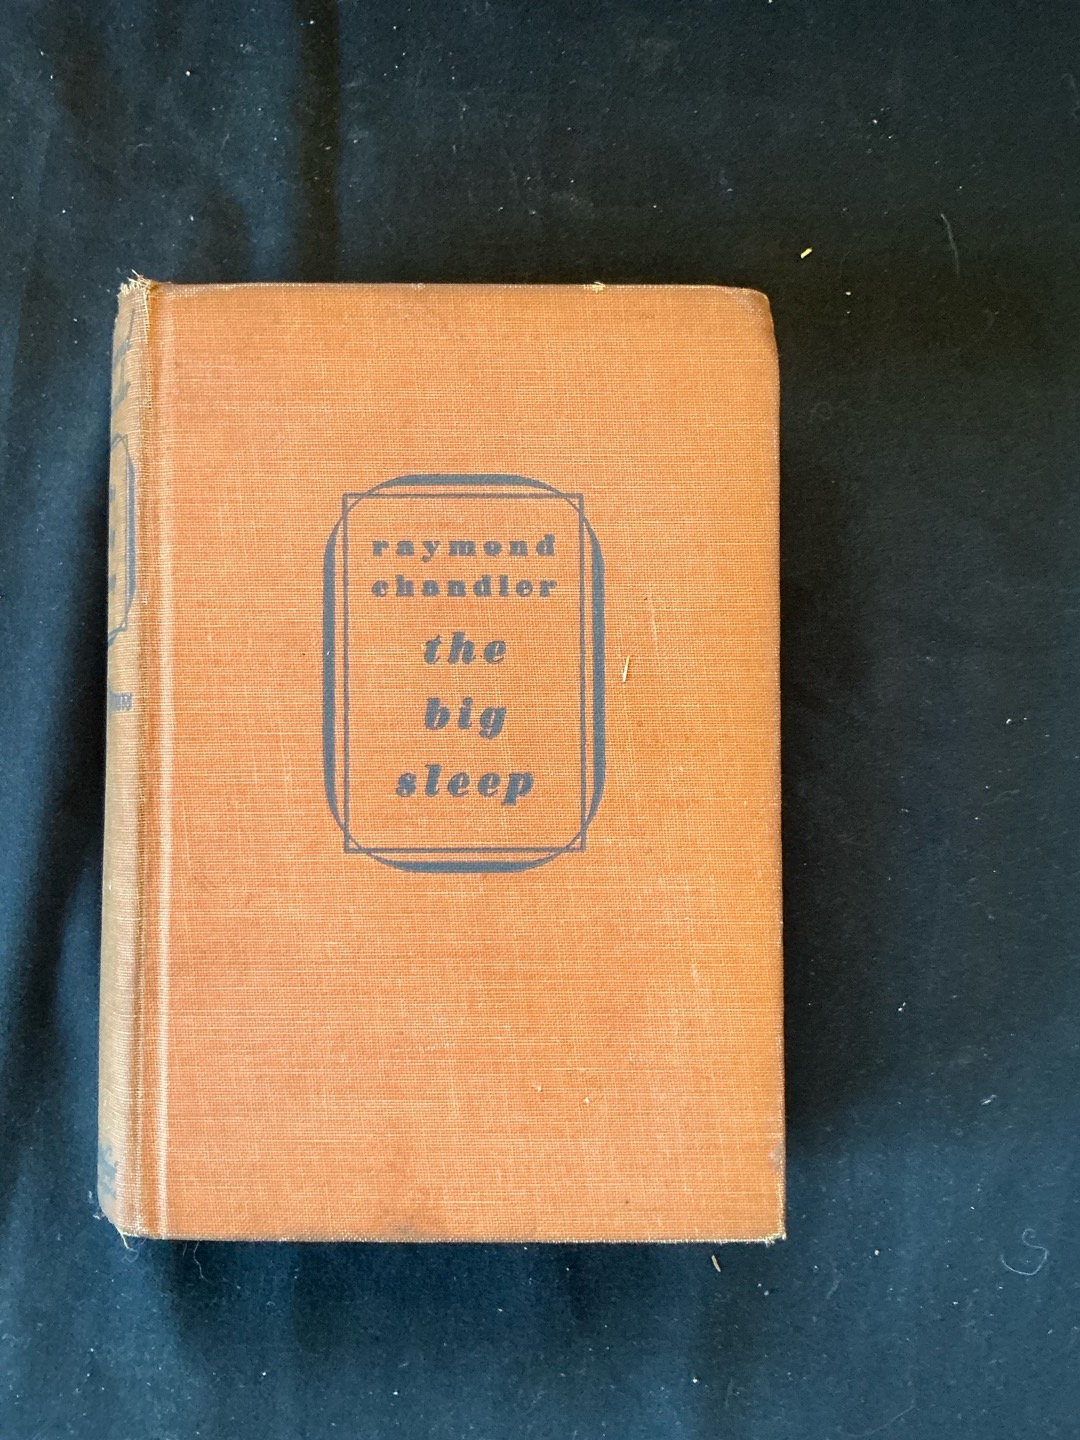 raymond
chandler
the
big
sleep